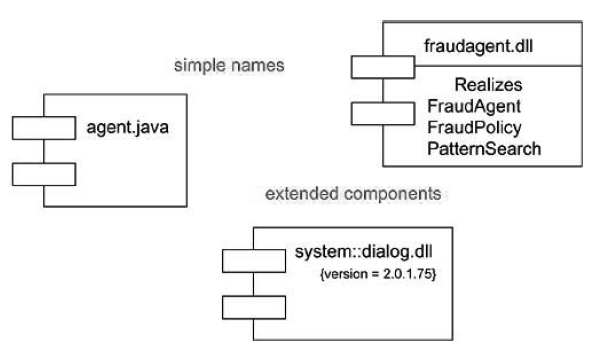 fraudagent.dll
simple names
Realizes
FraudAgent
FraudPolicy
PatternSearch
agent.java
extended components
system::dialog.dll
{version = 2.0.1.75}